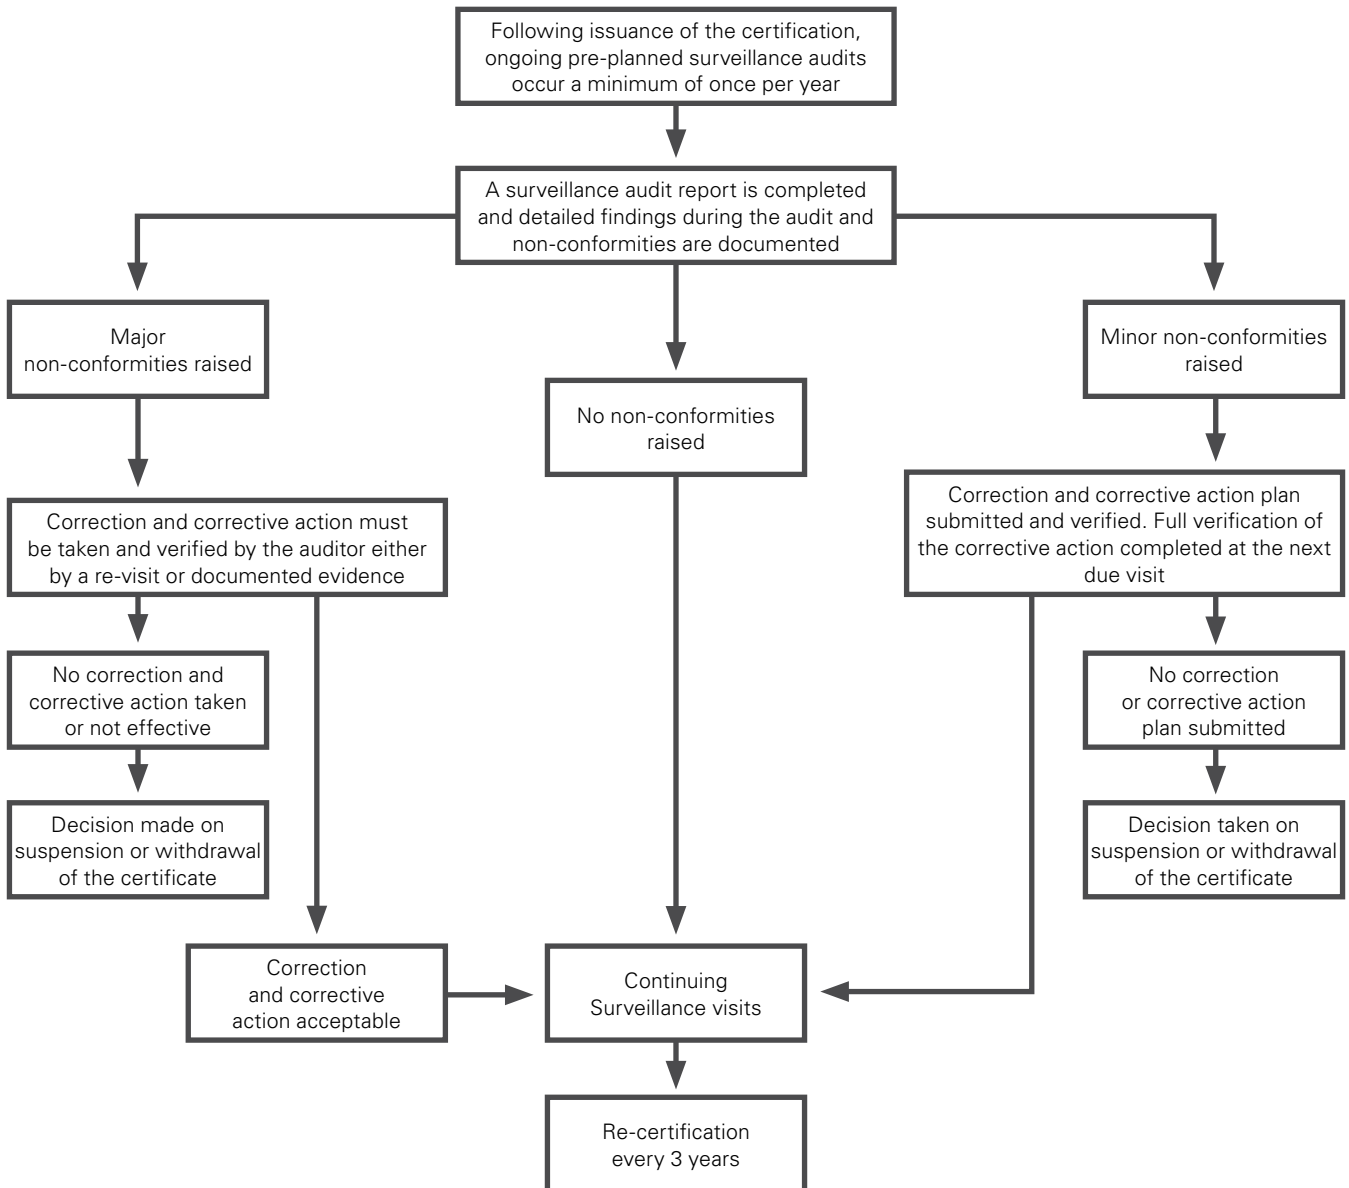 Following issuance of the certification,
ongoing pre-planned surveillance audits
occur a minimum of once per year
A surveillance audit report is completed
and detailed findings during the audit and
non-conformities are documented
Major
non-conformities raised
No non-conformities
raised
Minor non-conformities
raised
Correction and corrective action must
be taken and verified by the auditor either
by a re-visit or documented evidence
Correction and corrective action plan
submitted and verified. Full verification of
the corrective action completed at the next
due visit
No correction and
corrective action taken
or not effective
No correction
or corrective action
plan submitted
Decision made on
suspension or withdrawal
of the certificate
Decision taken on
suspension or withdrawal
of the certificate
Correction
and corrective
action acceptable
Continuing
Surveillance visits
Re-certification
every 3 years